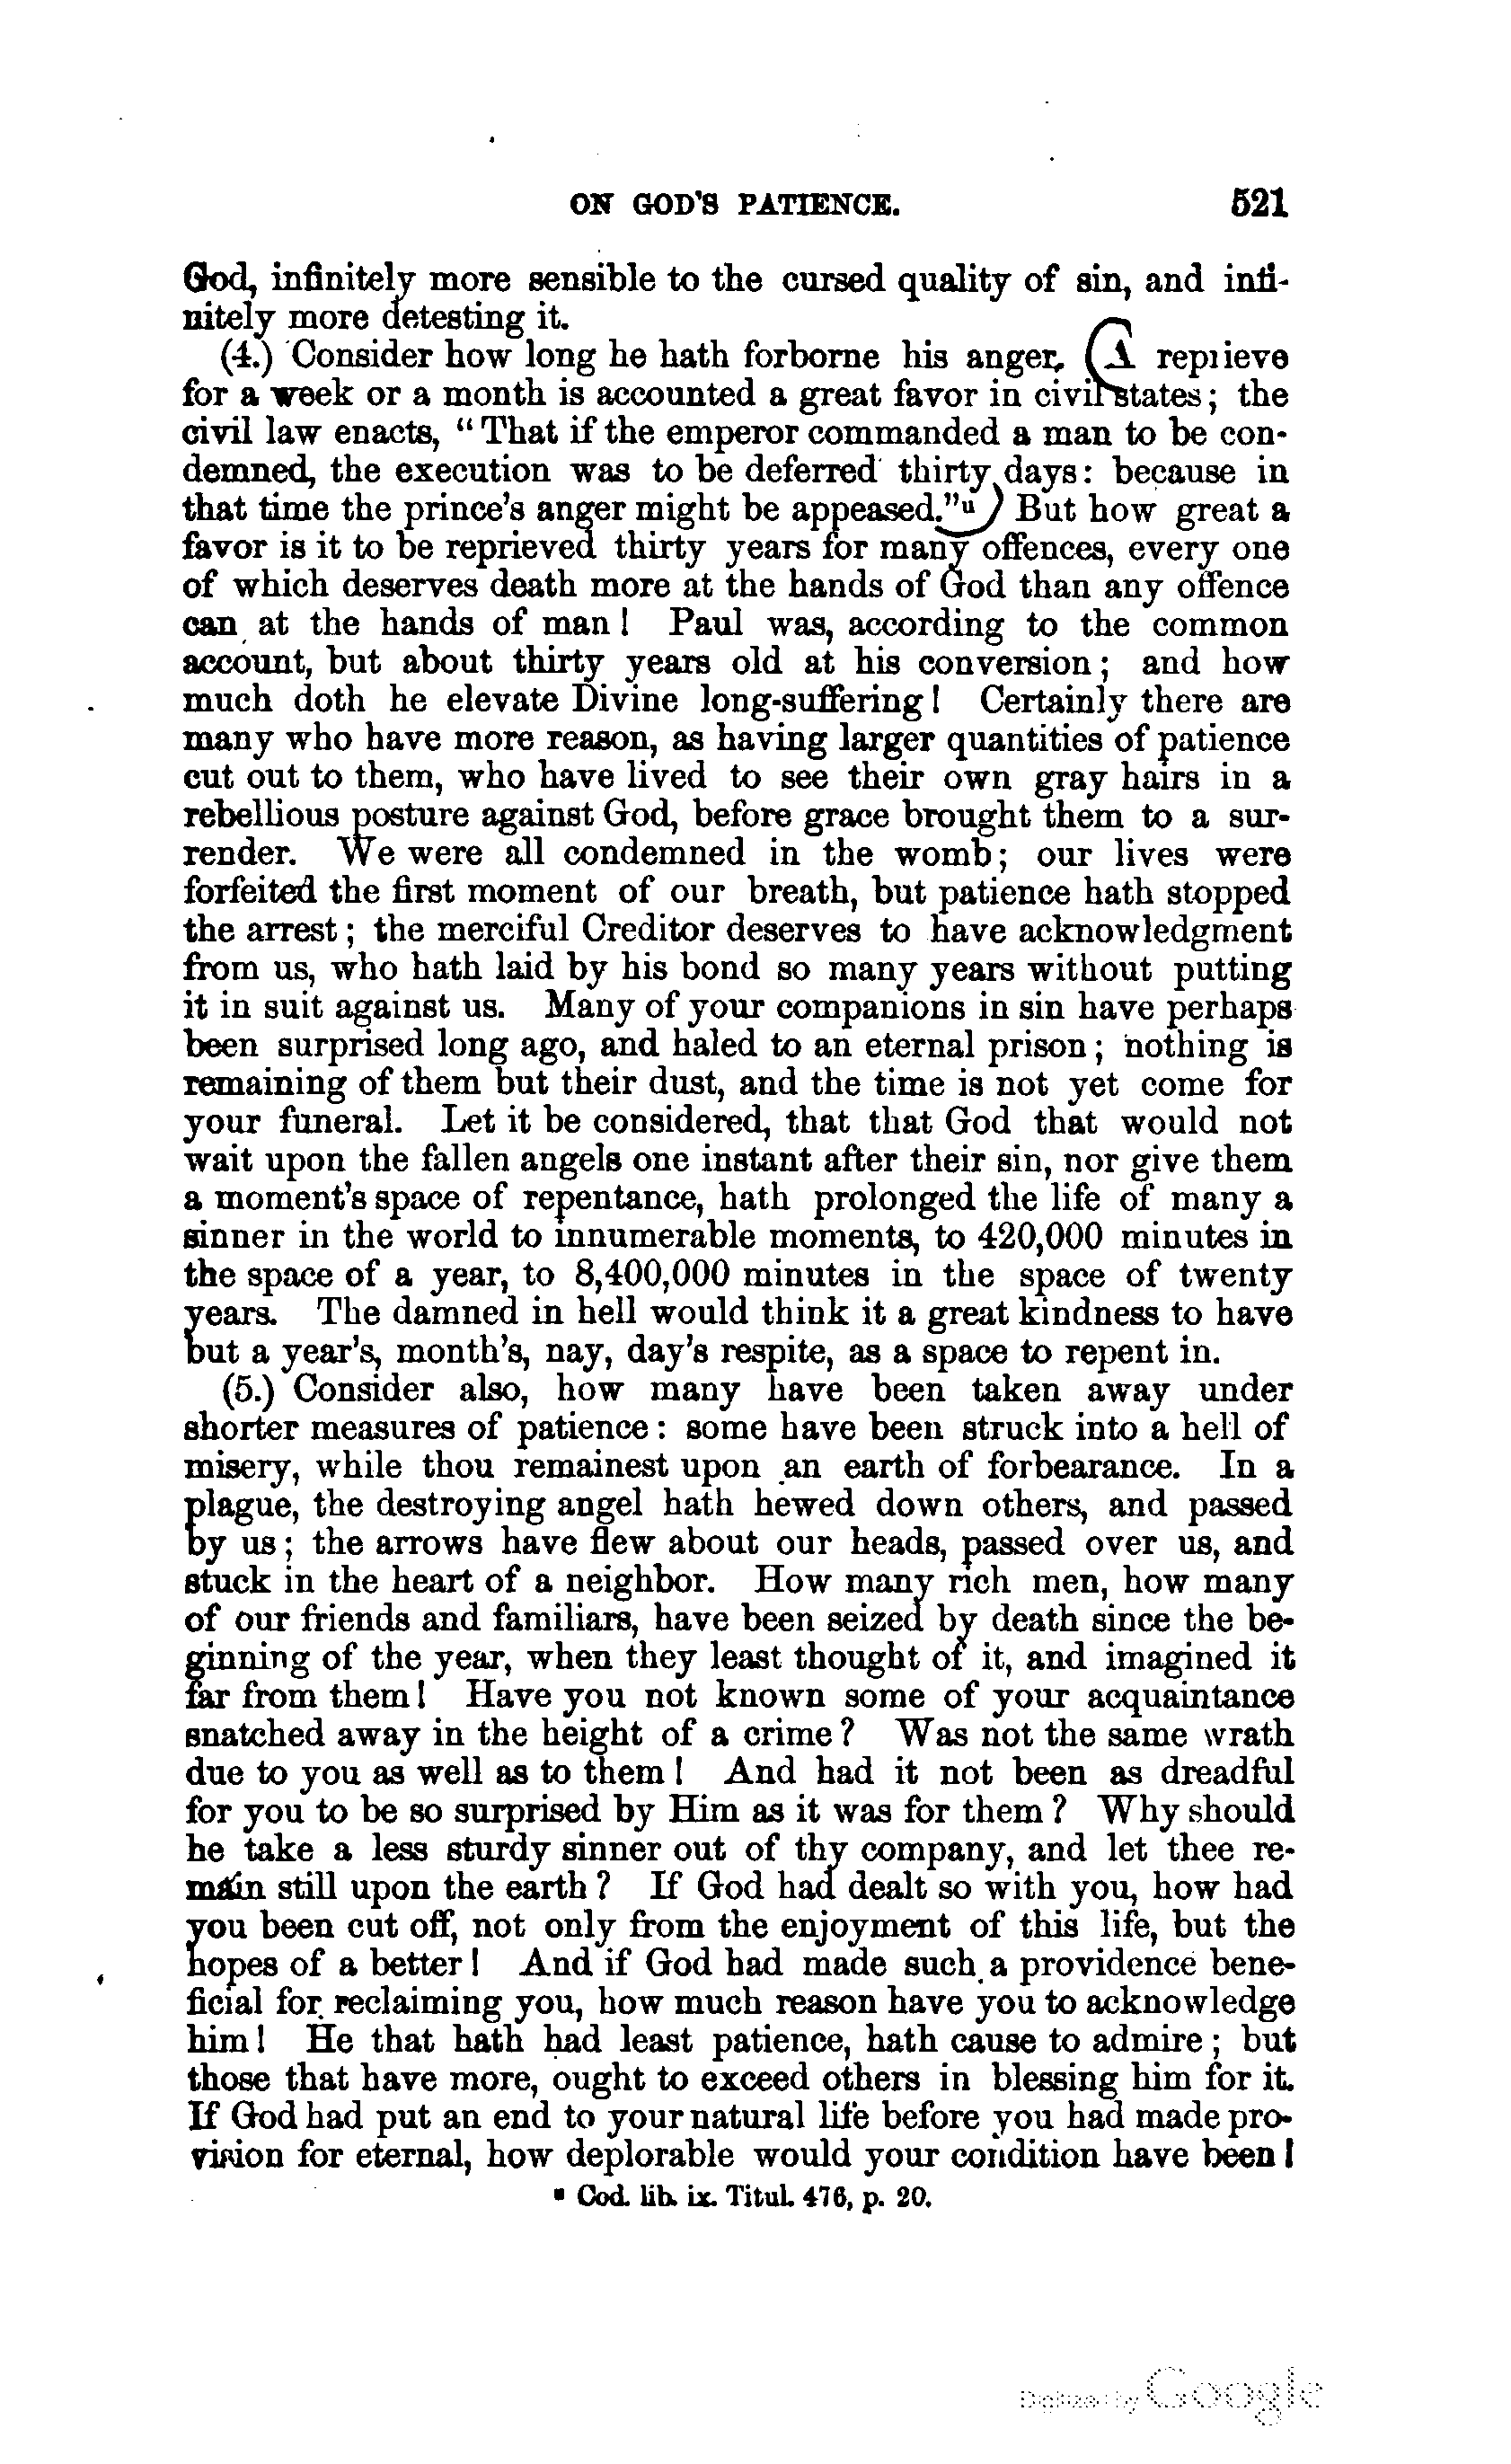 ON GOD'S PATIENCE. 521
God, infinitely more sensible to the cursed quality of sin, and infi-
nitely more detesting it.
(4.) Consider how long he hath forborne his anger. A reprieve
for a week or a month is accounted a great favor in civil states; the
civil law enacts, "That if the emperor commanded a man to be con-
demned, the execution was to be deferred thirty days: because in
that time the prince's anger might be appeased."u But how great a
favor is it to be reprieved thirty years for many offences, every one
of which deserves death more at the hands of God than any offence
can at the hands of man! Paul was, according to the common
account, but about thirty years old at his conversion; and how
much doth he elevate Divine long-suffering! Certainly there are
many who have more reason, as having larger quantities of patience
cut out to them, who have lived to see their own gray hairs in a
rebellious posture against God, before grace brought them to a sur-
render. We were all condemned in the womb; our lives were
forfeited the first moment of our breath, but patience hath stopped
the arrest; the merciful Creditor deserves to have acknowledgment
from us, who hath laid by his bond so many years without putting
it in suit against us. Many of your companions in sin have perhaps
been surprised long ago, and haled to an eternal prison; nothing is
remaining of them but their dust, and the time is not yet come for
your funeral. Let it be considered, that that God that would not
wait upon the fallen angels one instant after their sin, nor give them
a moment's space of repentance, hath prolonged the life of many a
sinner in the world to innumerable moments, to 420,000 minutes in
the space of a year, to 8,400,000 minutes in the space of twenty
years. The damned in hell would think it a great kindness to have
but a year's, month's, nay, day's respite, as a space to repent in.
(5.) Consider also, how many have been taken away under
shorter measures of patience: some have been struck into a hell of
misery, while thou remainest upon an earth of forbearance. In a
plague, the destroying angel hath hewed down others, and passed
by us; the arrows have flew about our heads, passed over us, and
stuck in the heart of a neighbor. How many rich men, how many
of our friends and familiars, have been seized by death since the be-
ginning of the year, when they least thought of it, and imagined it
far from them! Have you not known some of your acquaintance
snatched away in the height of a crime? Was not the same wrath
due to you as well as to them! And had it not been as dreadful
for you to be so surprised by Him as it was for them? Why should
he take a less sturdy sinner out of thy company, and let thee re-
main still upon the earth? If God had dealt so with you, how had
you been cut off, not only from the enjoyment of this life, but the
hopes of a better! And if God had made such a providence bene-
ficial for reclaiming you, how much reason have you to acknowledge
him! He that hath had least patience, hath cause to admire; but
those that have more, ought to exceed others in blessing him for it.
If God had put an end to your natural life before you had made pro-
vision for eternal, how deplorable would your condition have been!
u Cod. lib. ix. Titul. 476, p. 20.
Digitized by Google